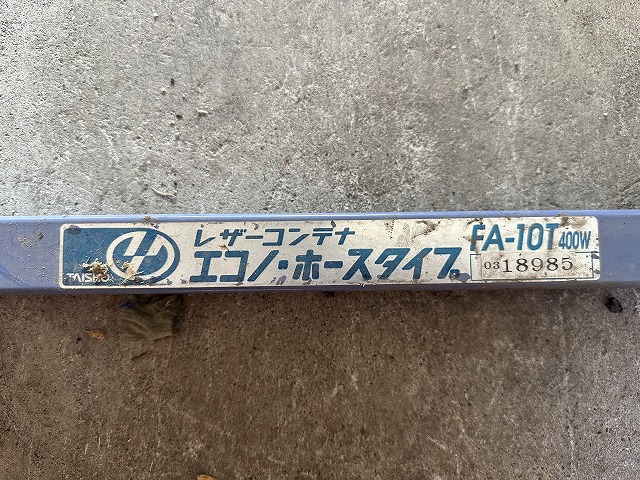 TAISHO
レザーコンテナ
エコノ・ホースタイプ
FA-10T 400W
03 18985